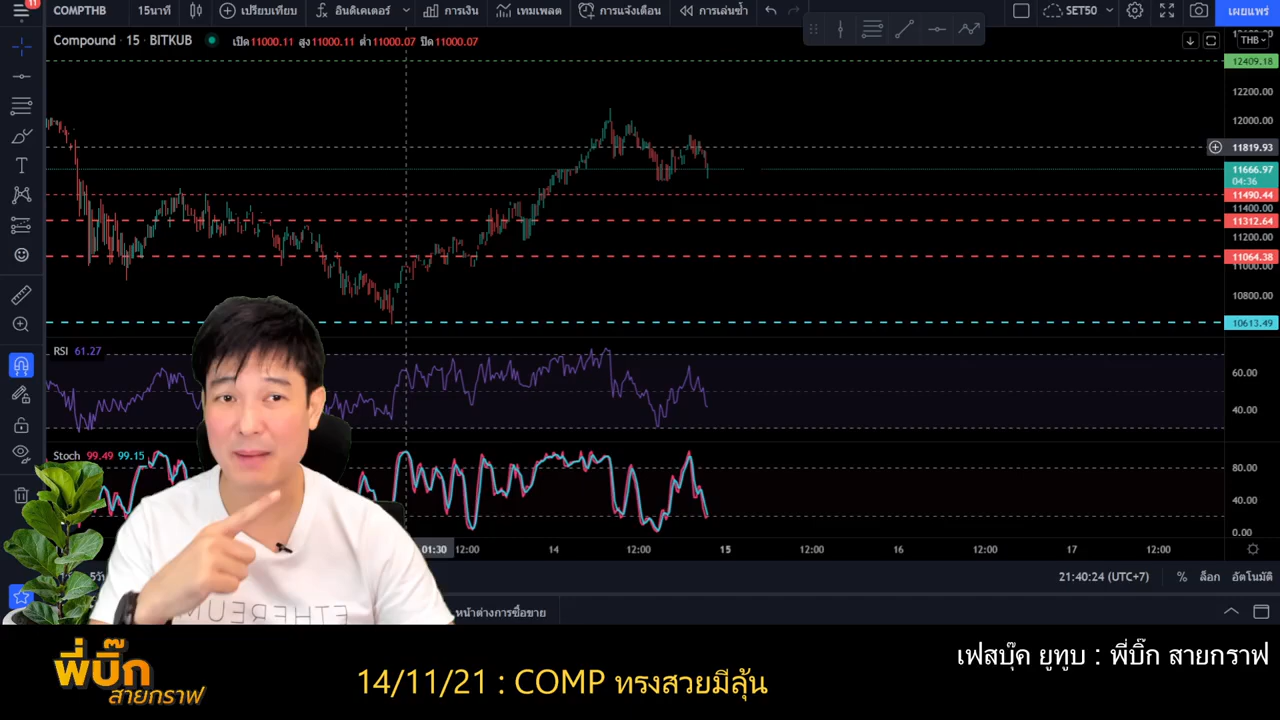 11
COMPTHB 15นาที เปรียบเทียบ อินดิเคเตอร์ การเงิน เทมเพลต การแจ้งเตือน การเล่นซ้ำ SET50 เผยแพร่
Compound · 15 · BITKUB เปิด11000.11 สูง11000.11 ต่ำ11000.07 ปิด11000.07
THB
12409.18
12200.00
12000.00
11819.93
11666.97
04:36
11490.44
11400.00
11312.64
11200.00
11064.38
11000.00
10800.00
10613.49
RSI 61.27
60.00
40.00
Stoch 99.49 99.15
80.00
40.00
0.00
01:30 12:00 14 12:00 15 12:00 16 12:00 17 12:00
5วัน
21:40:24 (UTC+7) % ล็อก อัตโนมัติ
หน้าต่างการซื้อขาย
ETHEREUM
พี่บิ๊ก
สายกราฟ
14/11/21 : COMP ทรงสวยมีลุ้น
เฟสบุ๊ค ยูทูบ : พี่บิ๊ก สายกราฟ